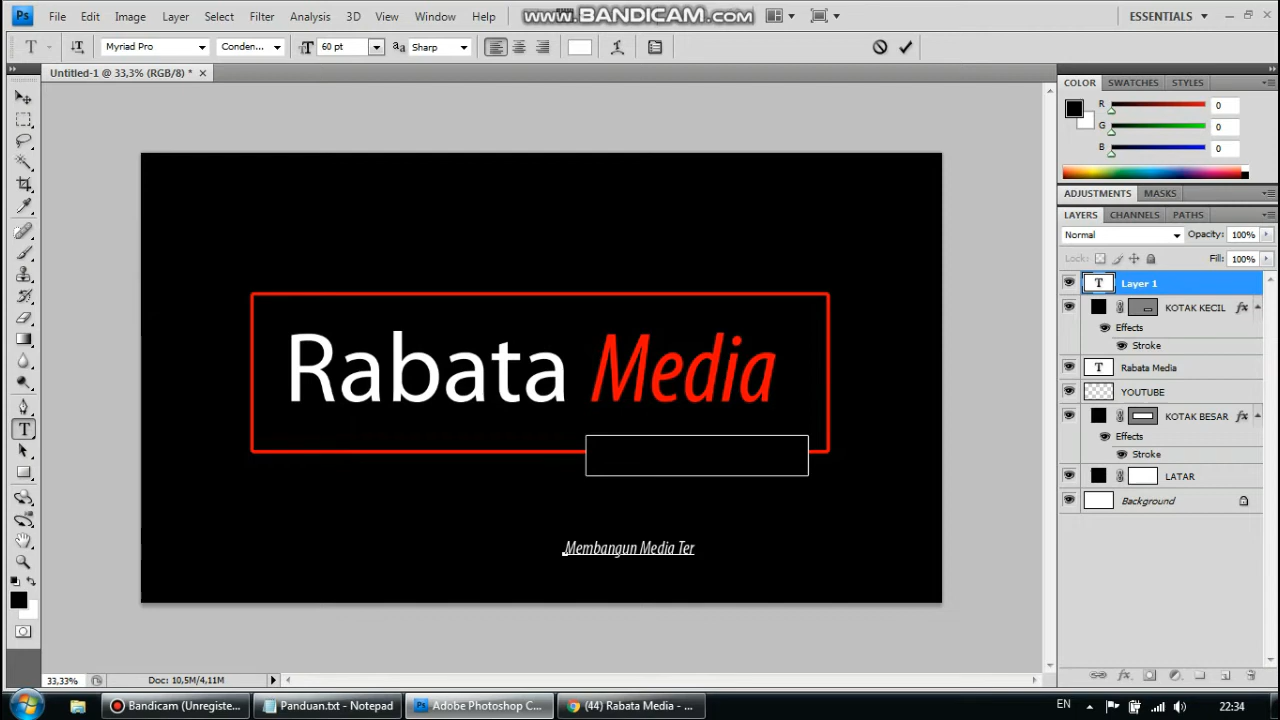 Ps File Edit Image Layer Select Filter Analysis 3D View Window Help www.BANDICAM.com ESSENTIALS
T Myriad Pro Conden... 60 pt Sharp
Untitled-1 @ 33,3% (RGB/8) *
COLOR SWATCHES STYLES
R 0
G 0
B 0
ADJUSTMENTS MASKS
LAYERS CHANNELS PATHS
Normal Opacity: 100%
Lock: Fill: 100%
T Layer 1
KOTAK KECIL fx
Effects
Stroke
T Rabata Media
YOUTUBE
KOTAK BESAR fx
Effects
Stroke
LATAR
Background
Rabata Media
Membangun Media Ter
33,33% Doc: 10,5M/4,11M
Bandicam (Unregiste... Panduan.txt - Notepad Adobe Photoshop C... (44) Rabata Media - ... EN 22:34